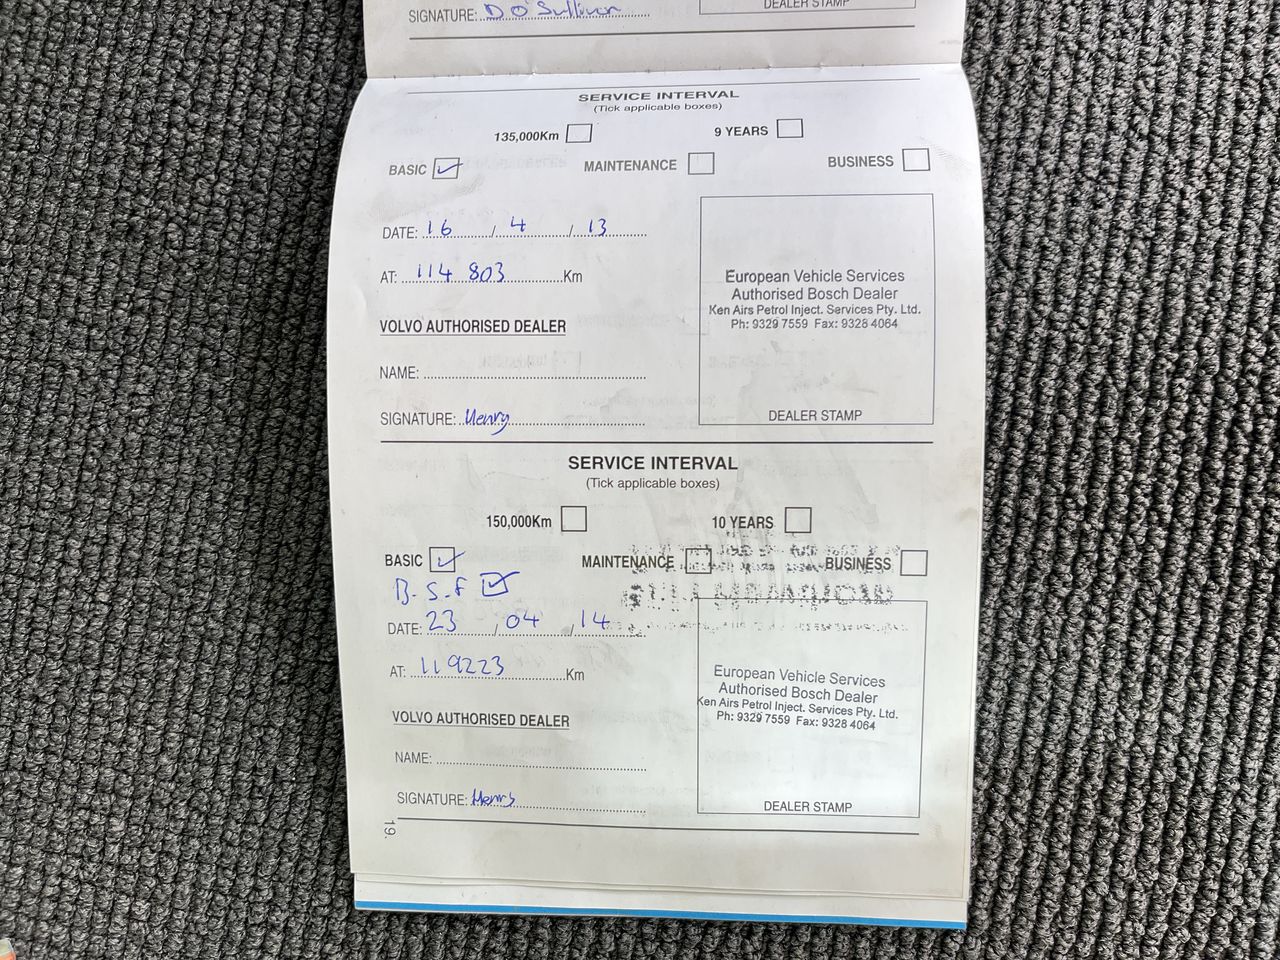 SIGNATURE: D O'Sullivan
DEALER STAMP
SERVICE INTERVAL
(Tick applicable boxes)
135,000Km 9 YEARS
BASIC MAINTENANCE BUSINESS
DATE: 16 / 4 / 13
AT: 114 803 Km
European Vehicle Services
Authorised Bosch Dealer
Ken Airs Petrol Inject. Services Pty. Ltd.
Ph: 9329 7559 Fax: 9328 4064
VOLVO AUTHORISED DEALER
NAME:
SIGNATURE: Henry
DEALER STAMP
SERVICE INTERVAL
(Tick applicable boxes)
150,000Km 10 YEARS
BASIC MAINTENANCE BUSINESS
B.S.F
DATE: 23 / 04 / 14
AT: 119223 Km
European Vehicle Services
Authorised Bosch Dealer
Ken Airs Petrol Inject. Services Pty. Ltd.
Ph: 9329 7559 Fax: 9328 4064
VOLVO AUTHORISED DEALER
NAME:
SIGNATURE: Henry
DEALER STAMP
19.